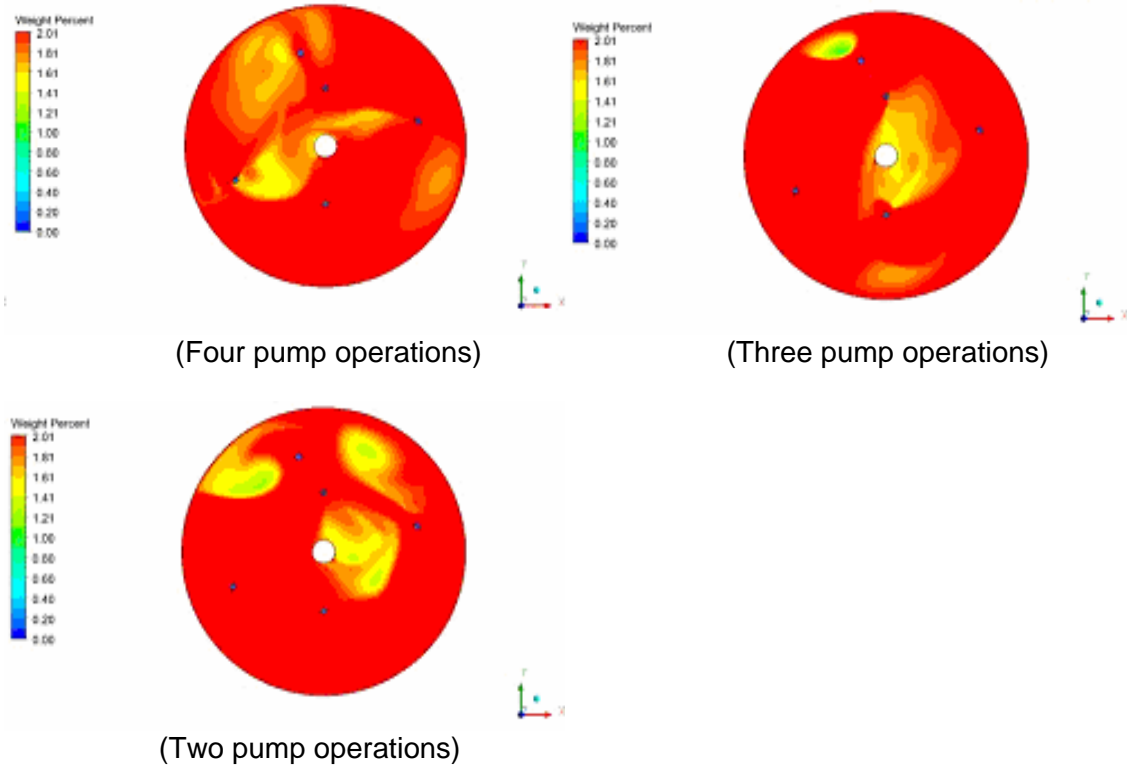 Weight Percent
2.01
1.81
1.61
1.41
1.21
1.00
0.80
0.60
0.40
0.20
0.00
Y
X
(Four pump operations)
Weight Percent
2.01
1.81
1.61
1.41
1.21
1.00
0.80
0.60
0.40
0.20
0.00
Y
X
(Three pump operations)
Weight Percent
2.01
1.81
1.61
1.41
1.21
1.00
0.80
0.60
0.40
0.20
0.00
Y
X
(Two pump operations)